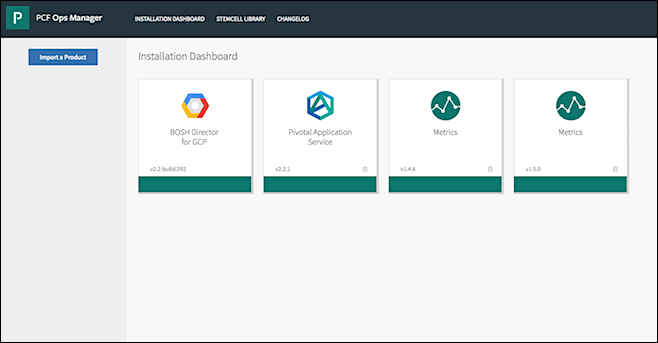 P PCF Ops Manager INSTALLATION DASHBOARD STEMCELL LIBRARY CHANGELOG
Import a Product
Installation Dashboard
BOSH Director
for GCP
v2.2-build.292
Pivotal Application
Service
v2.2.1
Metrics
v1.4.6
Metrics
v1.5.0